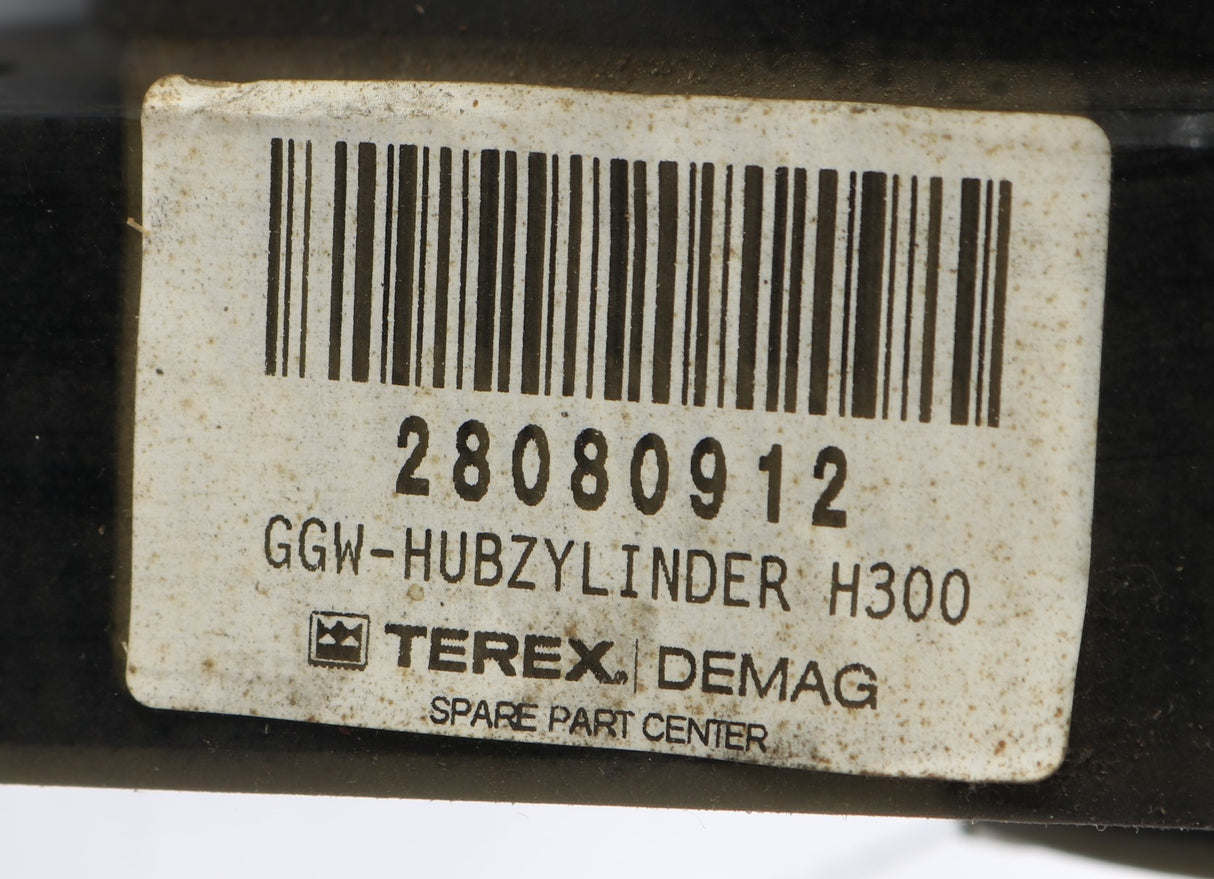 28080912
GGW-HUBZYLINDER H300
TEREX. | DEMAG
SPARE PART CENTER